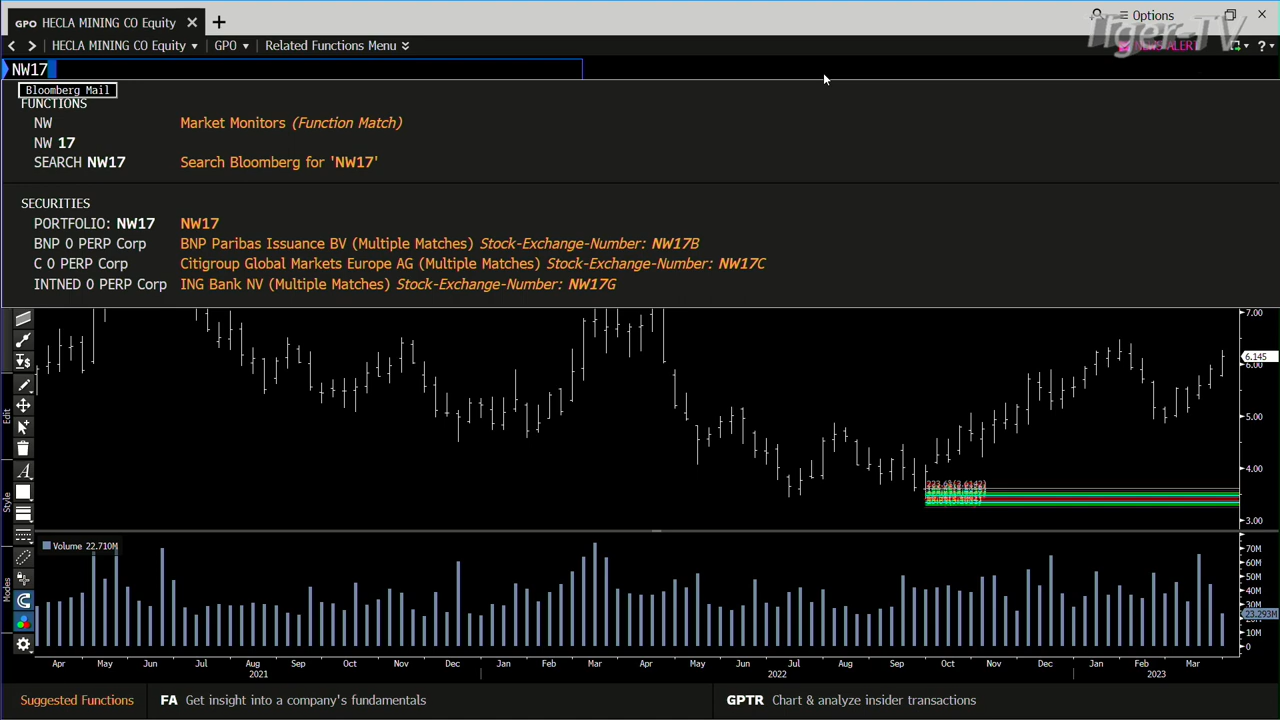 GPO HECLA MINING CO Equity
Options
Tiger-TV
HECLA MINING CO Equity GPO Related Functions Menu
NEWS ALERT
?
NW17
Bloomberg Mail
FUNCTIONS
NW Market Monitors (Function Match)
NW 17
SEARCH NW17 Search Bloomberg for 'NW17'
SECURITIES
PORTFOLIO: NW17 NW17
BNP 0 PERP Corp BNP Paribas Issuance BV (Multiple Matches) Stock-Exchange-Number: NW17B
C 0 PERP Corp Citigroup Global Markets Europe AG (Multiple Matches) Stock-Exchange-Number: NW17C
INTNED 0 PERP Corp ING Bank NV (Multiple Matches) Stock-Exchange-Number: NW17G
7.00
6.145
6.00
5.00
4.00
3.00
Edit
Style
Modes
Volume 22.710M
70M
60M
50M
40M
30M
23.293M
10M
0
Apr May Jun Jul Aug Sep Oct Nov Dec Jan Feb Mar Apr May Jun Jul Aug Sep Oct Nov Dec Jan Feb Mar
2021 2022 2023
Suggested Functions FA Get insight into a company's fundamentals GPTR Chart & analyze insider transactions